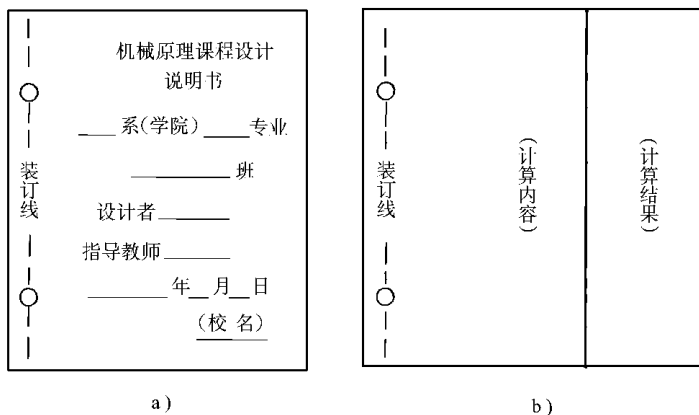 机械原理课程设计
说明书
系(学院) 专业
班
设计者
指导教师
年 月 日
(校 名)
装订线
a)
装订线
(计算内容)
(计算结果)
b)